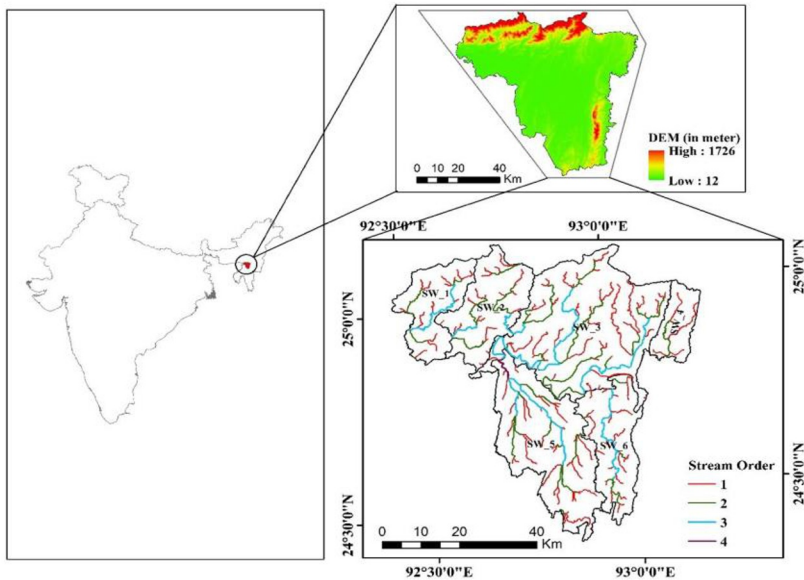 DEM (in meter)
High : 1726
Low : 12
0 10 20 40
Km
92°30'0"E 93°0'0"E
25°0'0"N
25°0'0"N
SW_1
SW_2
SW_3
SW_4
SW_5
SW_6
Stream Order
1
2
3
4
24°30'0"N
24°30'0"N
0 10 20 40
Km
92°30'0"E 93°0'0"E